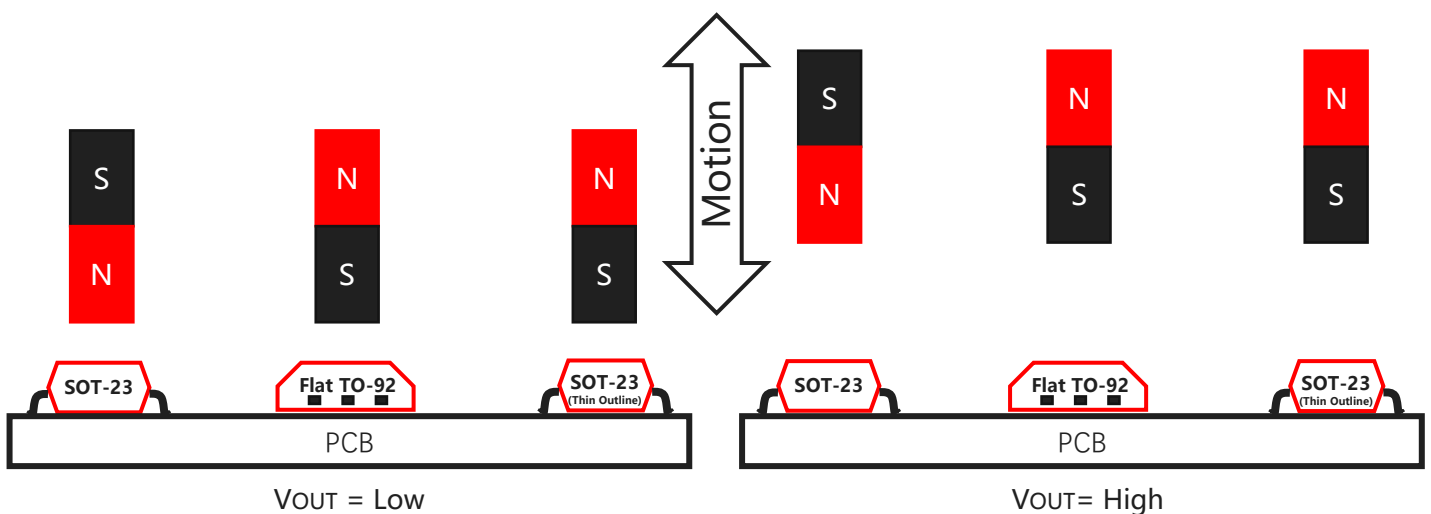 S
N
N
S
N
S
Motion
S
N
N
S
N
S
SOT-23
Flat TO-92
SOT-23
(Thin Outline)
SOT-23
Flat TO-92
SOT-23
(Thin Outline)
PCB
PCB
VOUT = Low
VOUT= High